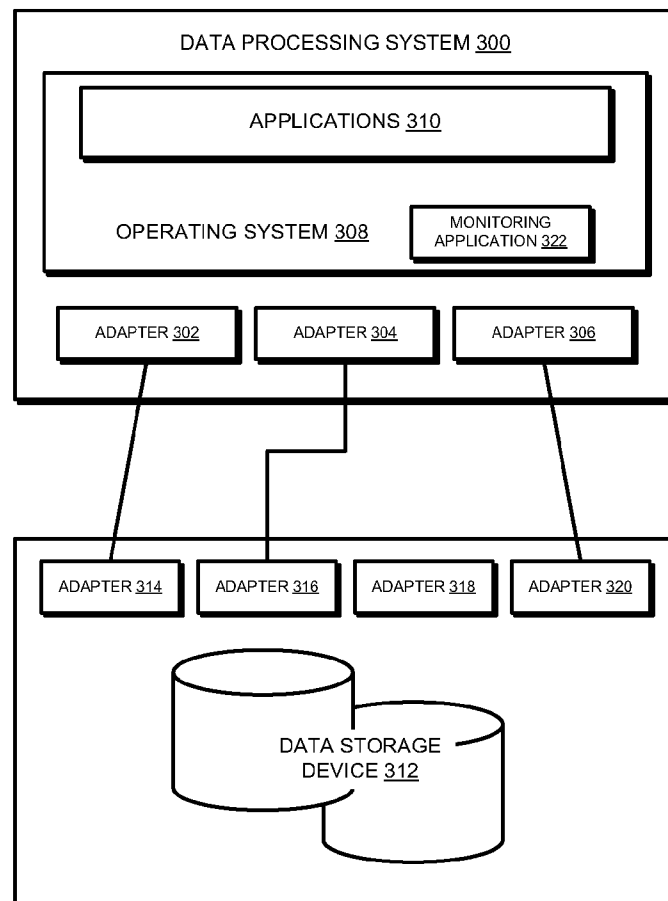 DATA PROCESSING SYSTEM 300
APPLICATIONS 310
OPERATING SYSTEM 308
MONITORING
APPLICATION 322
ADAPTER 302
ADAPTER 304
ADAPTER 306
ADAPTER 314
ADAPTER 316
ADAPTER 318
ADAPTER 320
DATA STORAGE
DEVICE 312